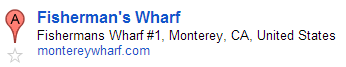 A
Fisherman's Wharf
Fishermans Wharf #1, Monterey, CA, United States
montereywharf.com